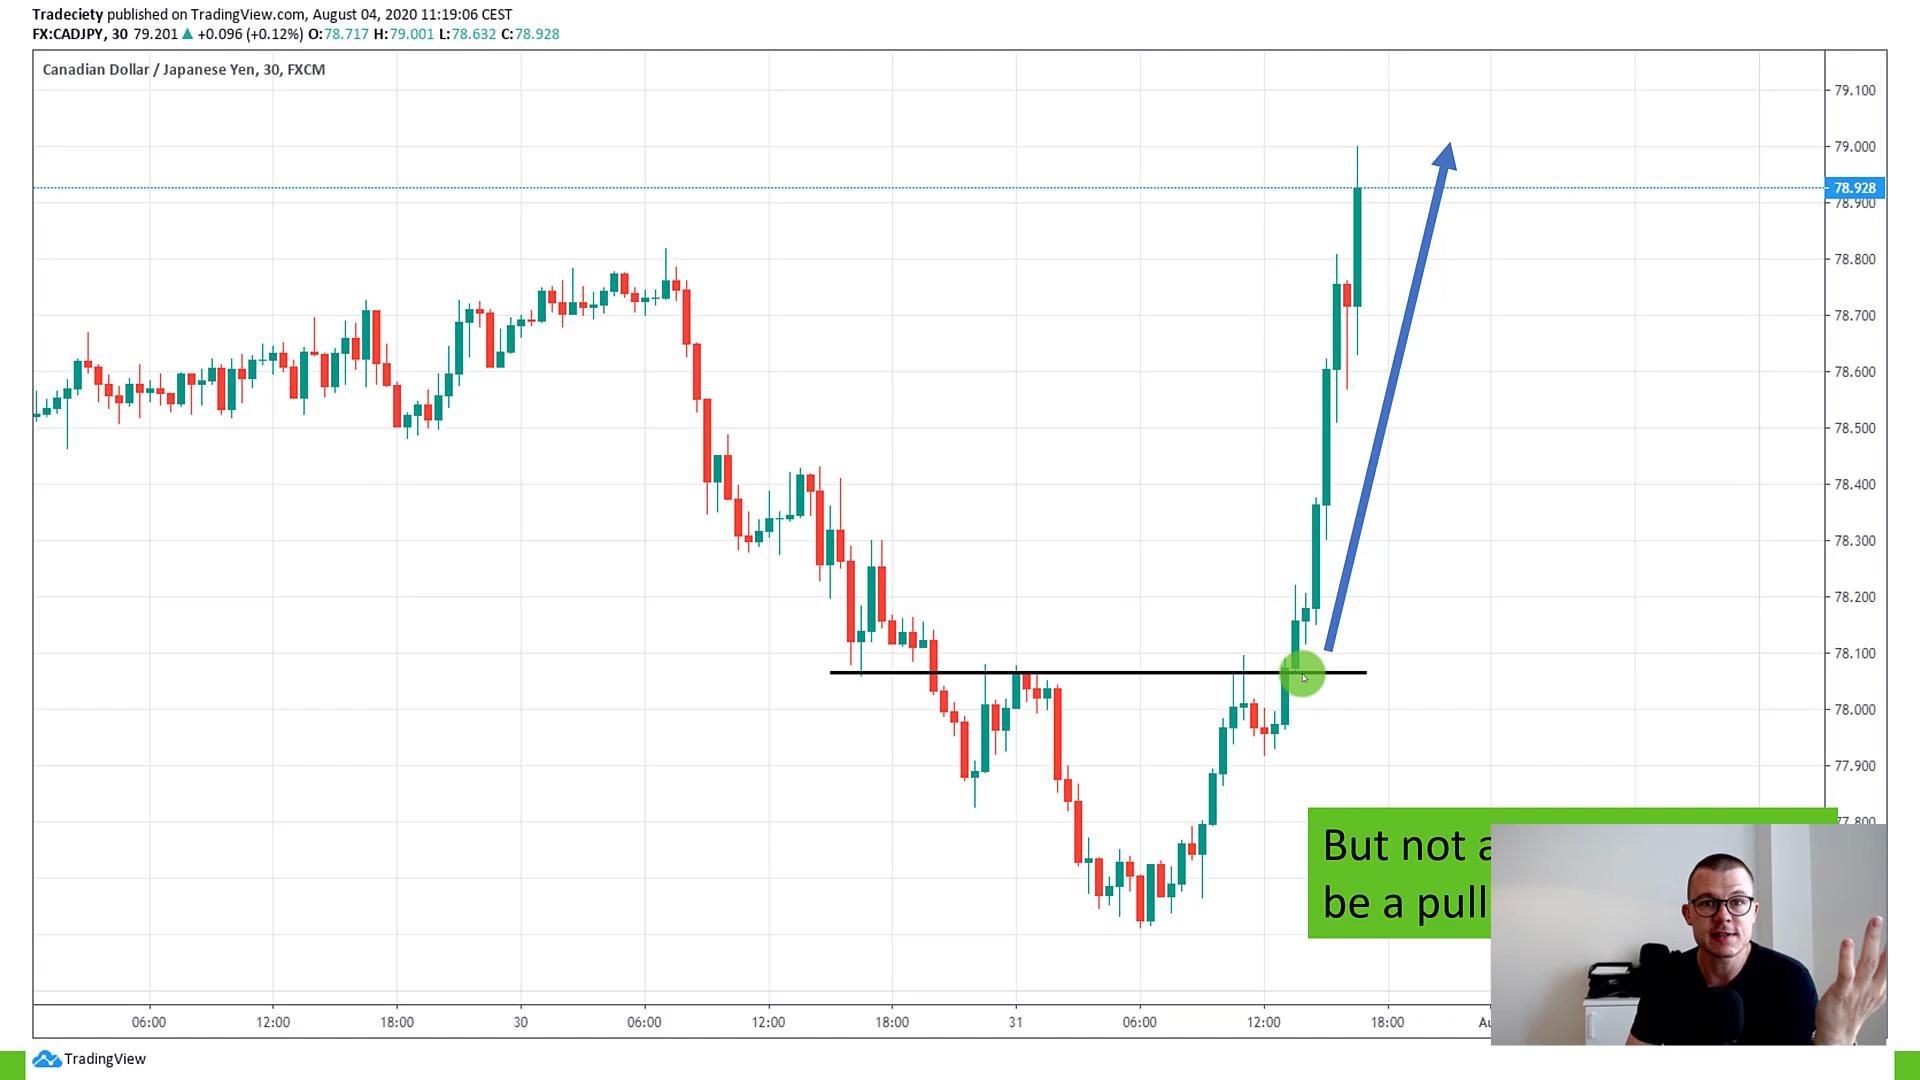 Tradeciety published on TradingView.com, August 04, 2020 11:19:06 CEST
FX:CADJPY, 30 79.201 ▲ +0.096 (+0.12%) O:78.717 H:79.001 L:78.632 C:78.928
Canadian Dollar / Japanese Yen, 30, FXCM
79.100
79.000
78.928
78.900
78.800
78.700
78.600
78.500
78.400
78.300
78.200
78.100
78.000
77.900
77.800
But not a
be a pull
06:00 12:00 18:00 30 06:00 12:00 18:00 31 06:00 12:00 18:00 Au
TradingView